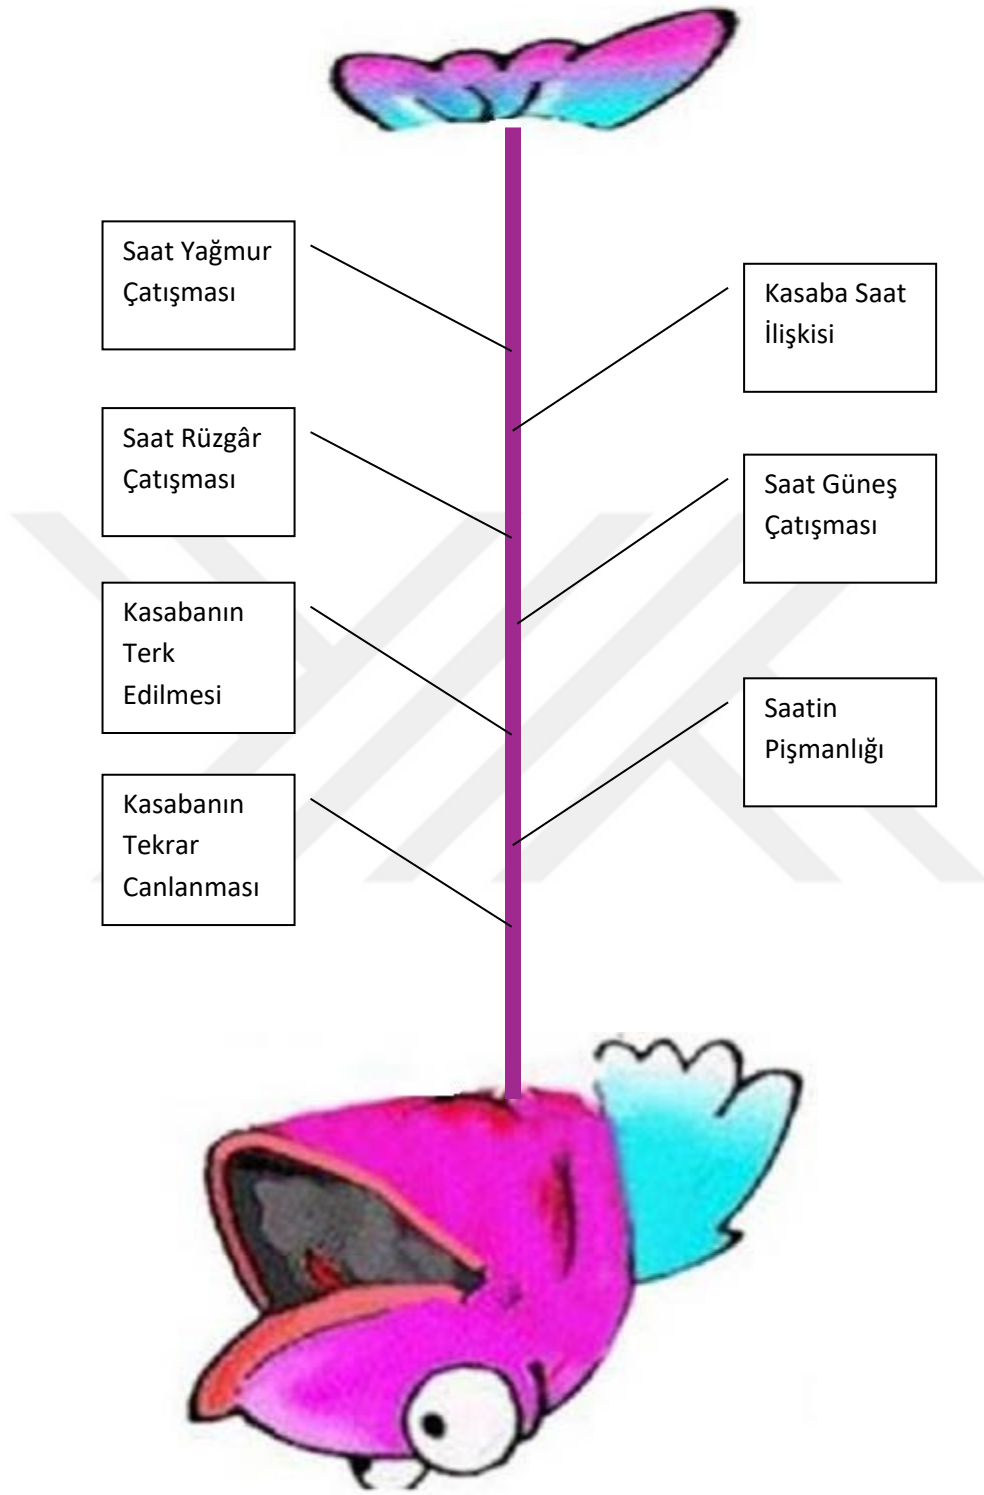 Saat Yağmur
Çatışması
Kasaba Saat
İlişkisi
Saat Rüzgâr
Çatışması
Saat Güneş
Çatışması
Kasabanın
Terk
Edilmesi
Saatin
Pişmanlığı
Kasabanın
Tekrar
Canlanması